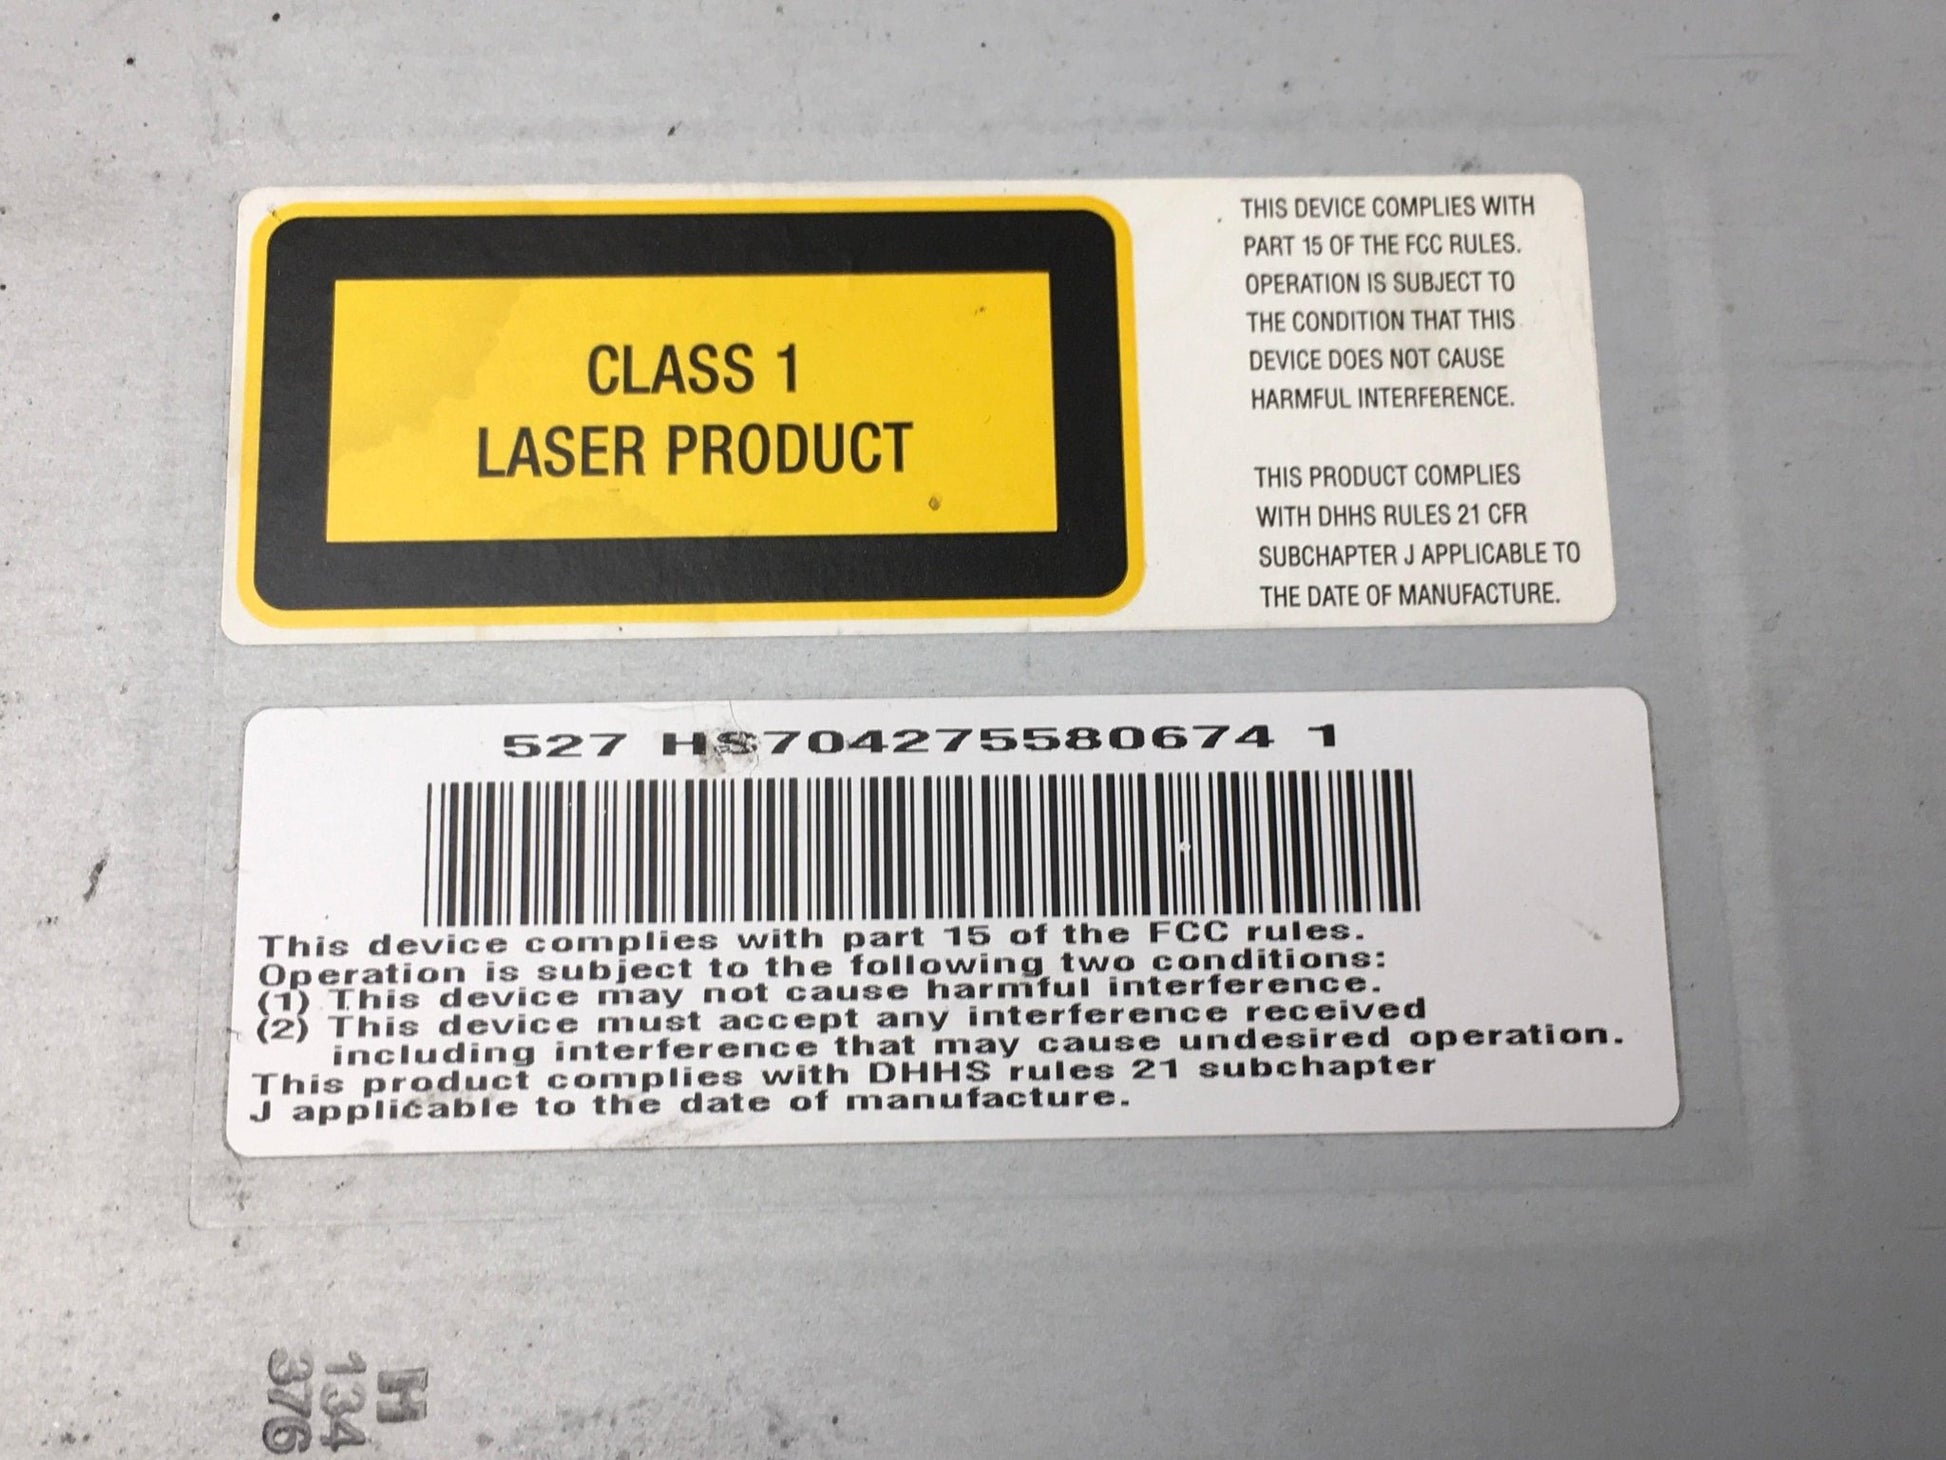 CLASS 1
LASER PRODUCT
THIS DEVICE COMPLIES WITH
PART 15 OF THE FCC RULES.
OPERATION IS SUBJECT TO
THE CONDITION THAT THIS
DEVICE DOES NOT CAUSE
HARMFUL INTERFERENCE.
THIS PRODUCT COMPLIES
WITH DHHS RULES 21 CFR
SUBCHAPTER J APPLICABLE TO
THE DATE OF MANUFACTURE.
527 HS704275580674 1
This device complies with part 15 of the FCC rules.
Operation is subject to the following two conditions:
(1) This device may not cause harmful interference.
(2) This device must accept any interference received
including interference that may cause undesired operation.
This product complies with DHHS rules 21 subchapter
J applicable to the date of manufacture.
H
134
376